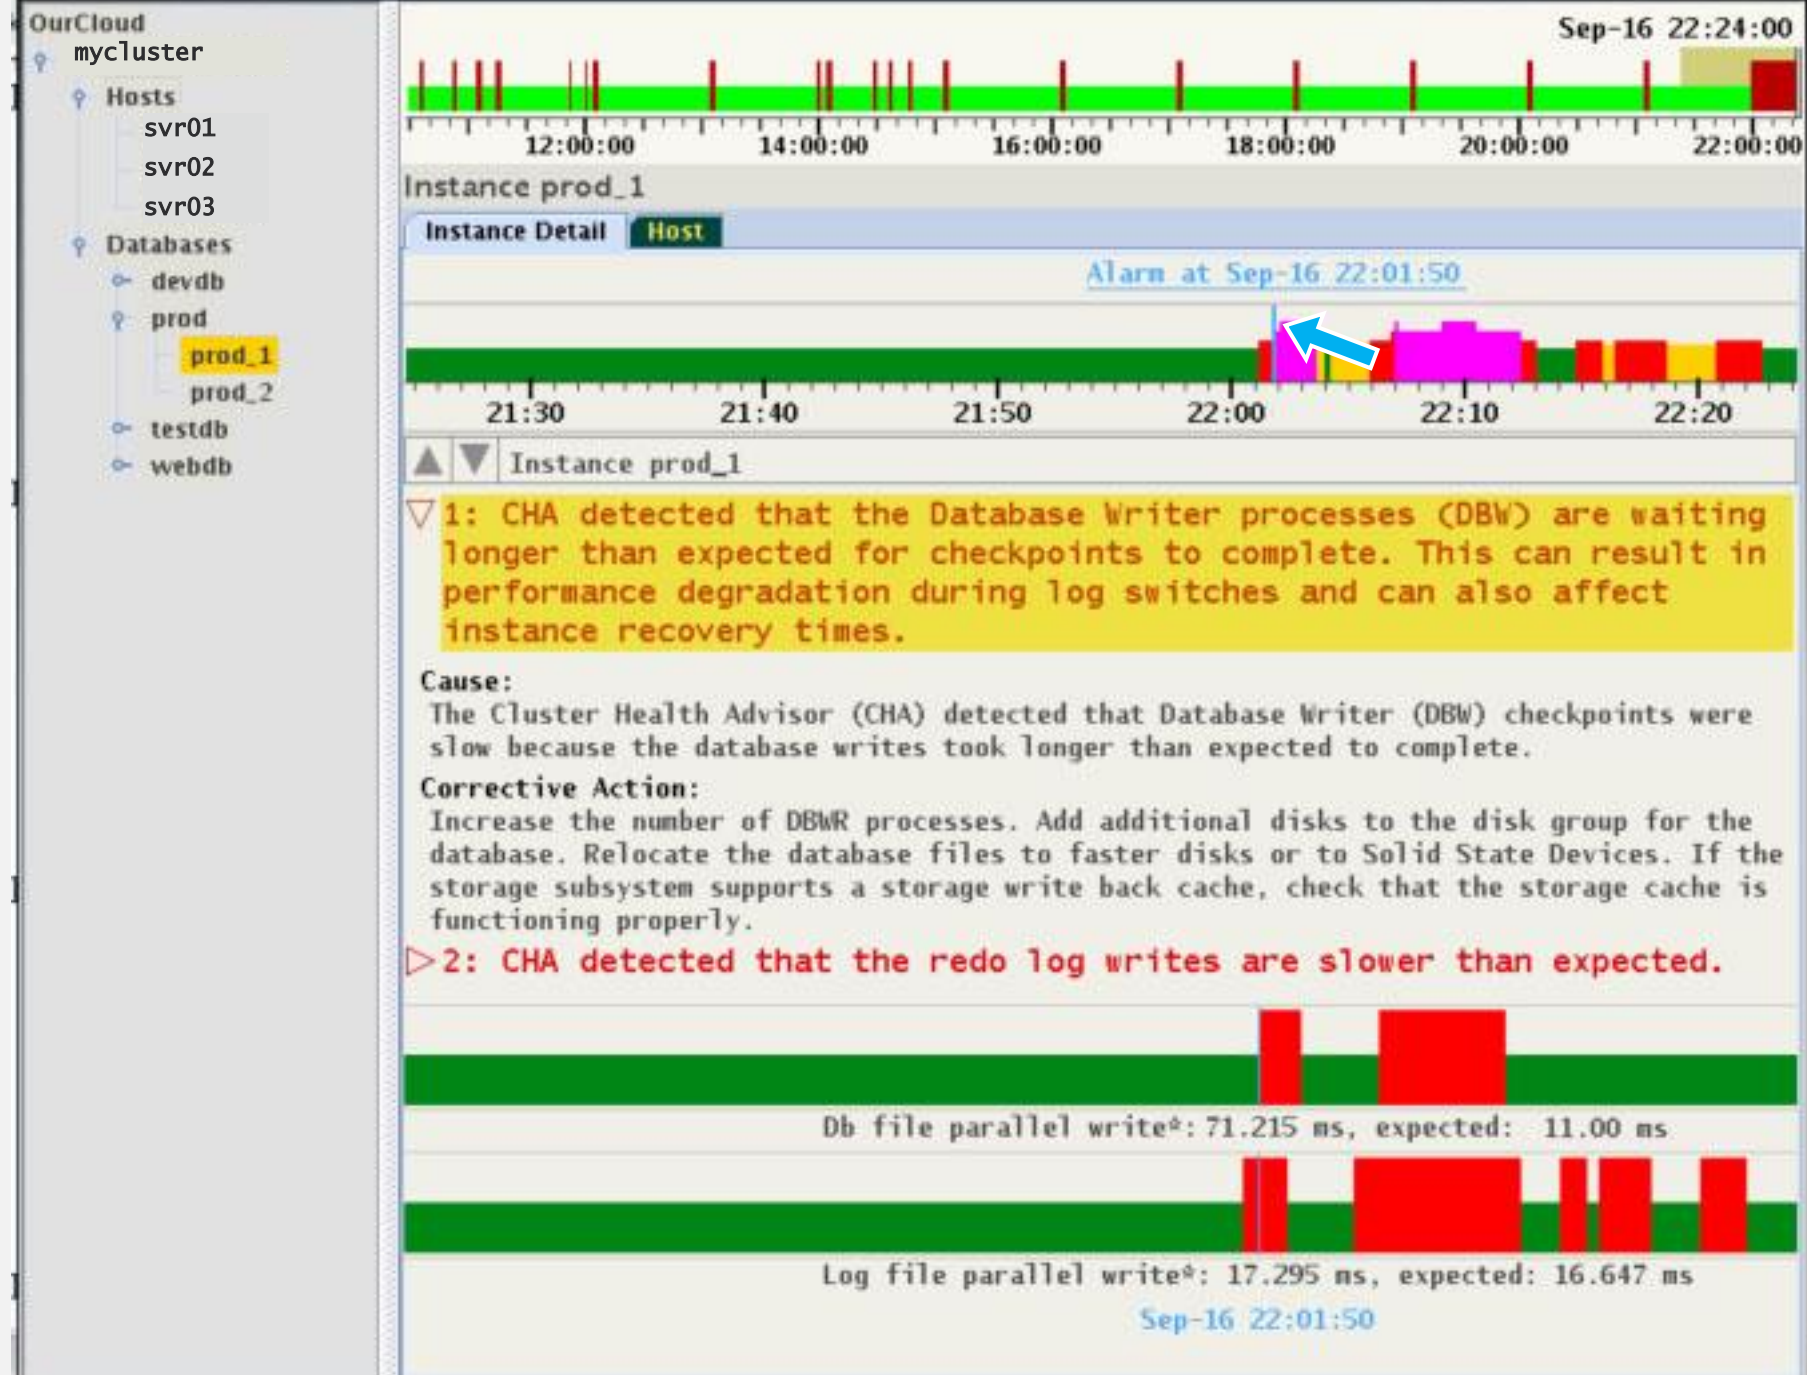 OurCloud
mycluster
Hosts
svr01
svr02
svr03
Databases
devdb
prod
prod_1
prod_2
testdb
webdb
Sep-16 22:24:00
12:00:00 14:00:00 16:00:00 18:00:00 20:00:00 22:00:00
Instance prod_1
Instance Detail Host
Alarm at Sep-16 22:01:50
21:30 21:40 21:50 22:00 22:10 22:20
Instance prod_1
1: CHA detected that the Database Writer processes (DBW) are waiting
longer than expected for checkpoints to complete. This can result in
performance degradation during log switches and can also affect
instance recovery times.
Cause:
The Cluster Health Advisor (CHA) detected that Database Writer (DBW) checkpoints were
slow because the database writes took longer than expected to complete.
Corrective Action:
Increase the number of DBWR processes. Add additional disks to the disk group for the
database. Relocate the database files to faster disks or to Solid State Devices. If the
storage subsystem supports a storage write back cache, check that the storage cache is
functioning properly.
2: CHA detected that the redo log writes are slower than expected.
Db file parallel write*: 71.215 ms, expected: 11.00 ms
Log file parallel write*: 17.295 ms, expected: 16.647 ms
Sep-16 22:01:50